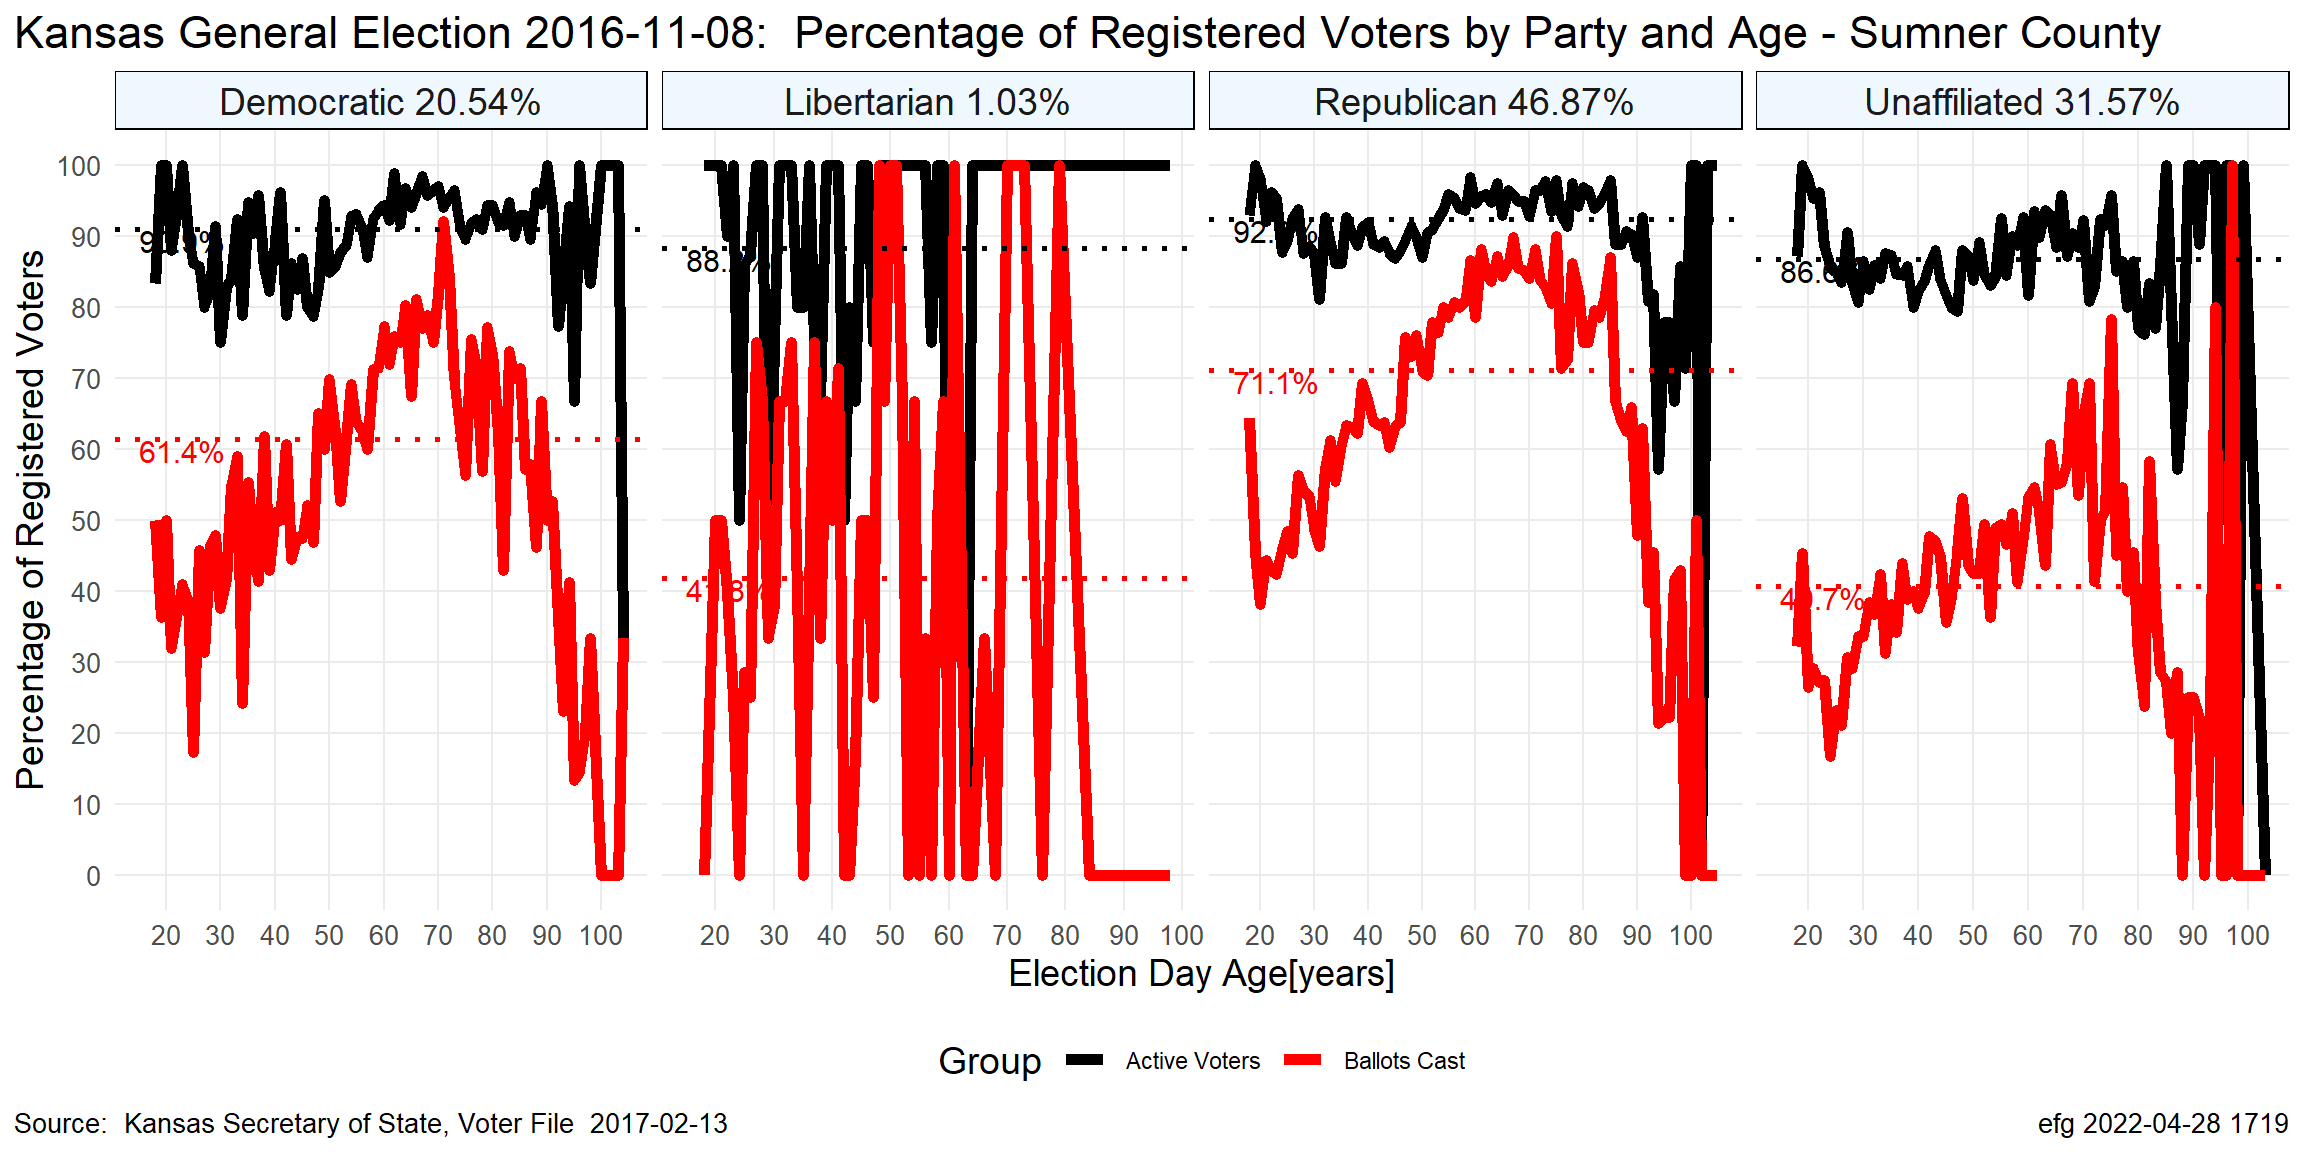 Kansas General Election 2016-11-08:  Percentage of Registered Voters by Party and Age - Sumner County
Democratic 20.54%
Libertarian 1.03%
Republican 46.87%
Unaffiliated 31.57%
Percentage of Registered Voters
100
90
80
70
60
50
40
30
20
10
0
61.4%
71.1%
20 30 40 50 60 70 80 90 100
20 30 40 50 60 70 80 90 100
20 30 40 50 60 70 80 90 100
20 30 40 50 60 70 80 90 100
Election Day Age[years]
Group Active Voters Ballots Cast
Source:  Kansas Secretary of State, Voter File  2017-02-13
efg 2022-04-28 1719